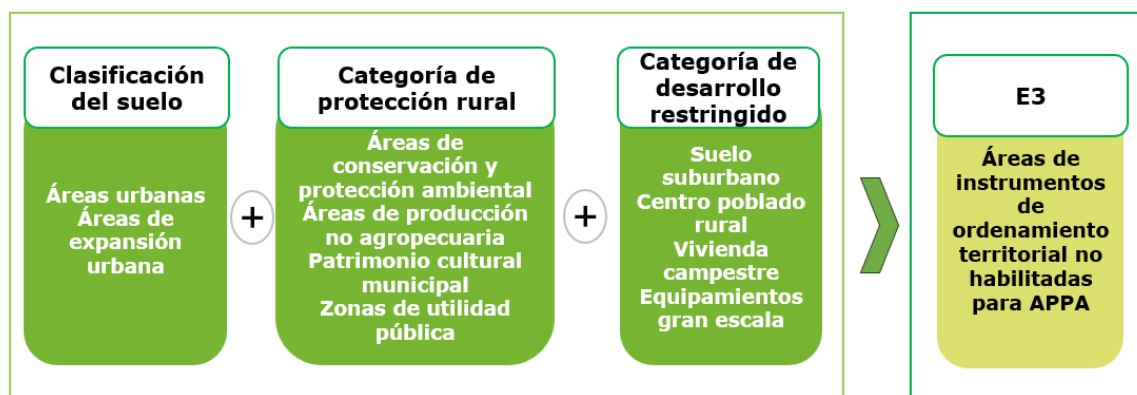 Clasificación
del suelo
Áreas urbanas
Áreas de
expansión
urbana
+
Categoría de
protección rural
Áreas de
conservación y
protección ambiental
Áreas de producción
no agropecuaria
Patrimonio cultural
municipal
Zonas de utilidad
pública
+
Categoría de
desarrollo
restringido
Suelo
suburbano
Centro poblado
rural
Vivienda
campestre
Equipamientos
gran escala
E3
Áreas de
instrumentos
de
ordenamiento
territorial no
habilitadas
para APPA